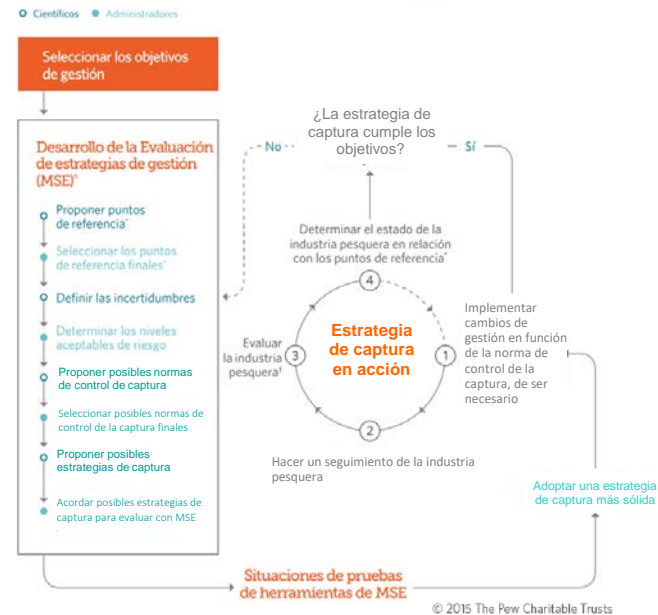 Científicos Administradores
Seleccionar los objetivos
de gestión
Desarrollo de la Evaluación
de estrategias de gestión
(MSE)^
Proponer puntos
de referencia*
Seleccionar los puntos
de referencia finales*
Definir las incertidumbres
Determinar los niveles
aceptables de riesgo
Proponer posibles normas
de control de captura
Seleccionar posibles normas de
control de la captura finales
Proponer posibles
estrategias de captura
Acordar posibles estrategias de
captura para evaluar con MSE
¿La estrategia de
captura cumple los
objetivos?
No
Sí
Determinar el estado de la
industria pesquera en relación
con los puntos de referencia*
4
Evaluar
la industria
pesquera†
3
Estrategia
de captura
en acción
1
Implementar
cambios de
gestión en función
de la norma de
control de la
captura, de ser
necesario
2
Hacer un seguimiento de la industria
pesquera
Adoptar una estrategia
de captura más sólida
Situaciones de pruebas
de herramientas de MSE
© 2015 The Pew Charitable Trusts